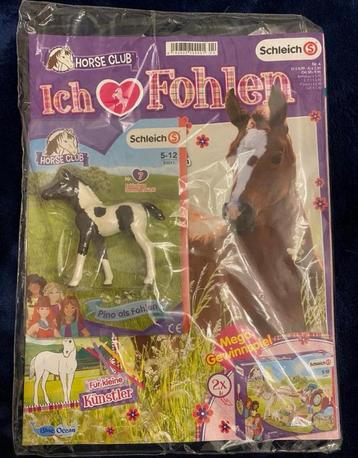 HORSE CLUB
Schleich S
Ich Fohlen
Schleich S
HORSE CLUB
5-12
Pino als Fohlen
CE
Mega
Gewinnspiel
Schleich S
Für kleine
Künstler
2x
Blue Ocean